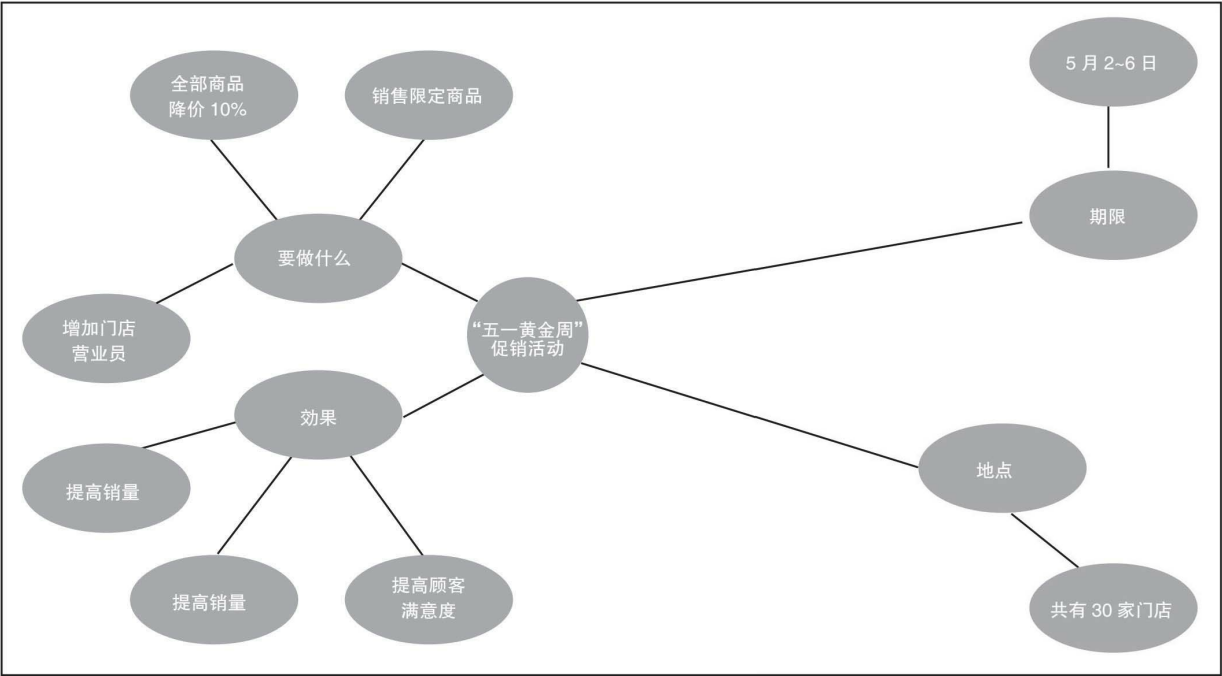 全部商品
降价 10%
销售限定商品
5 月 2~6 日
期限
要做什么
增加门店
营业员
“五一黄金周”
促销活动
効果
提高销量
提高销量
提高顾客
满意度
地点
共有 30 家门店